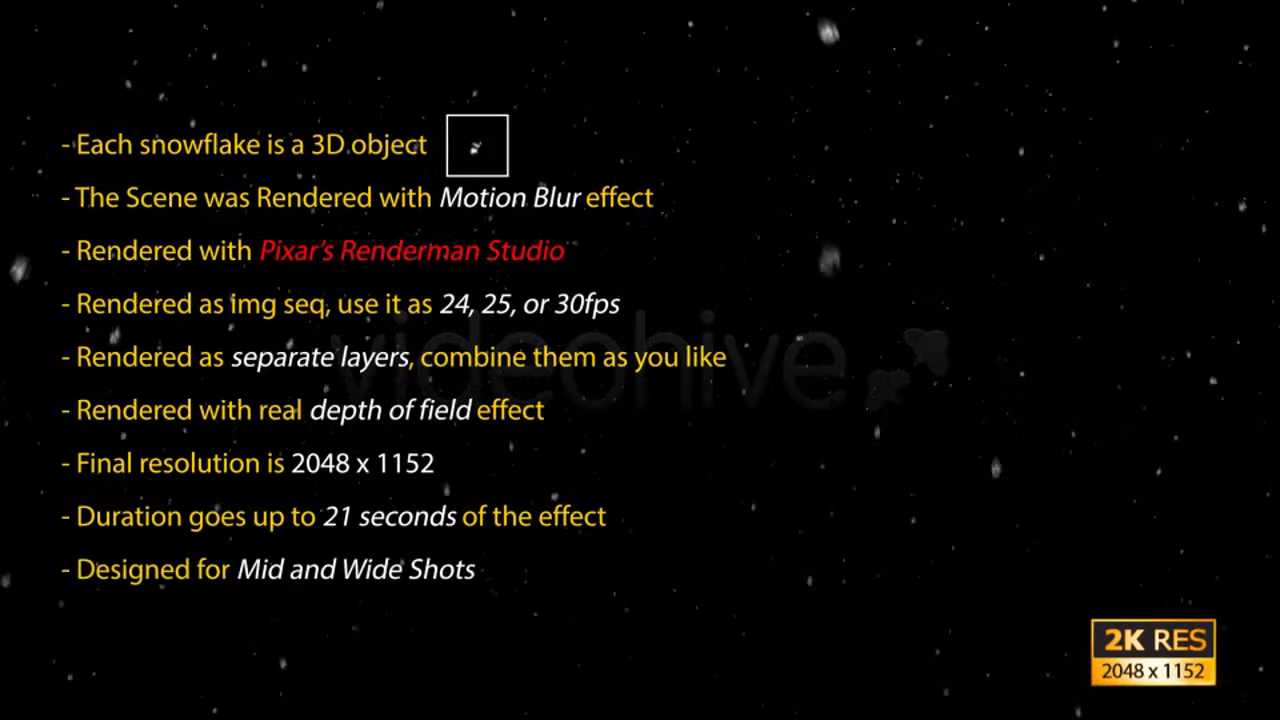 - Each snowflake is a 3D object
- The Scene was Rendered with Motion Blur effect
- Rendered with Pixar's Renderman Studio
- Rendered as img seq, use it as 24, 25, or 30fps
videohive
- Rendered as separate layers, combine them as you like
- Rendered with real depth of field effect
- Final resolution is 2048 x 1152
- Duration goes up to 21 seconds of the effect
- Designed for Mid and Wide Shots
2K RES
2048 x 1152